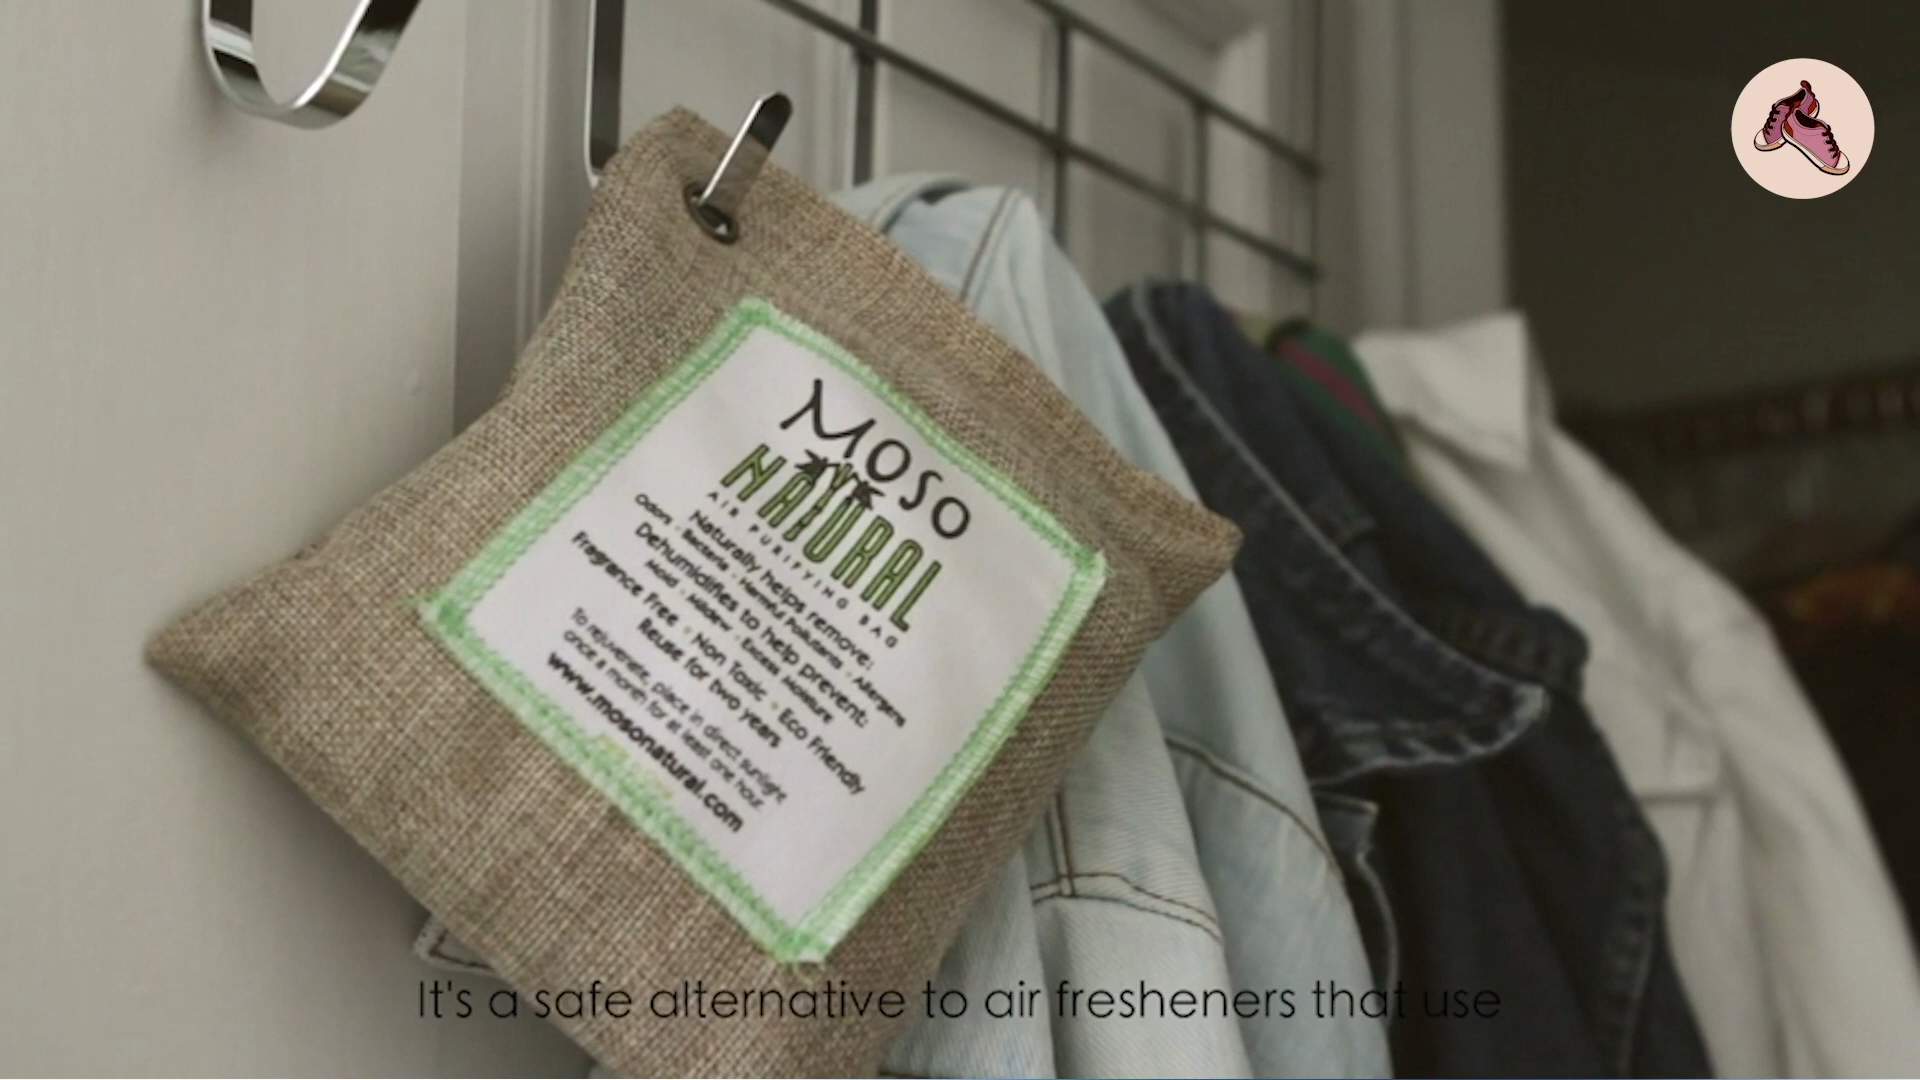 MOSO
NATURAL
AIR PURIFYING BAG
Naturally helps remove:
Odors · Bacteria · Harmful Pollutants · Allergens
Dehumidifies to help prevent:
Mold · Mildew · Excess Moisture
Fragrance Free · Non Toxic · Eco Friendly
Reuse for two years
To rejuvenate, place in direct sunlight
once a month for at least one hour.
www.mosonatural.com
It's a safe alternative to air fresheners that use